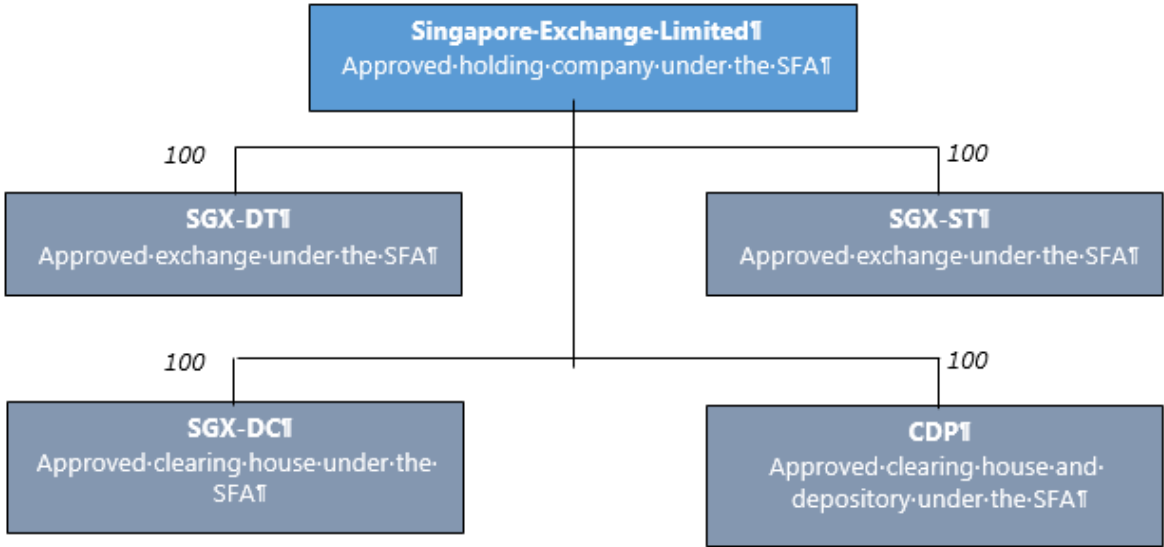 Singapore·Exchange·Limited¶
Approved·holding·company·under·the·SFA¶
100
100
SGX-DT¶
Approved·exchange·under·the·SFA¶
SGX-ST¶
Approved·exchange·under·the·SFA¶
100
100
SGX-DC¶
Approved·clearing·house·under·the·
SFA¶
CDP¶
Approved·clearing·house·and·
depository·under·the·SFA¶